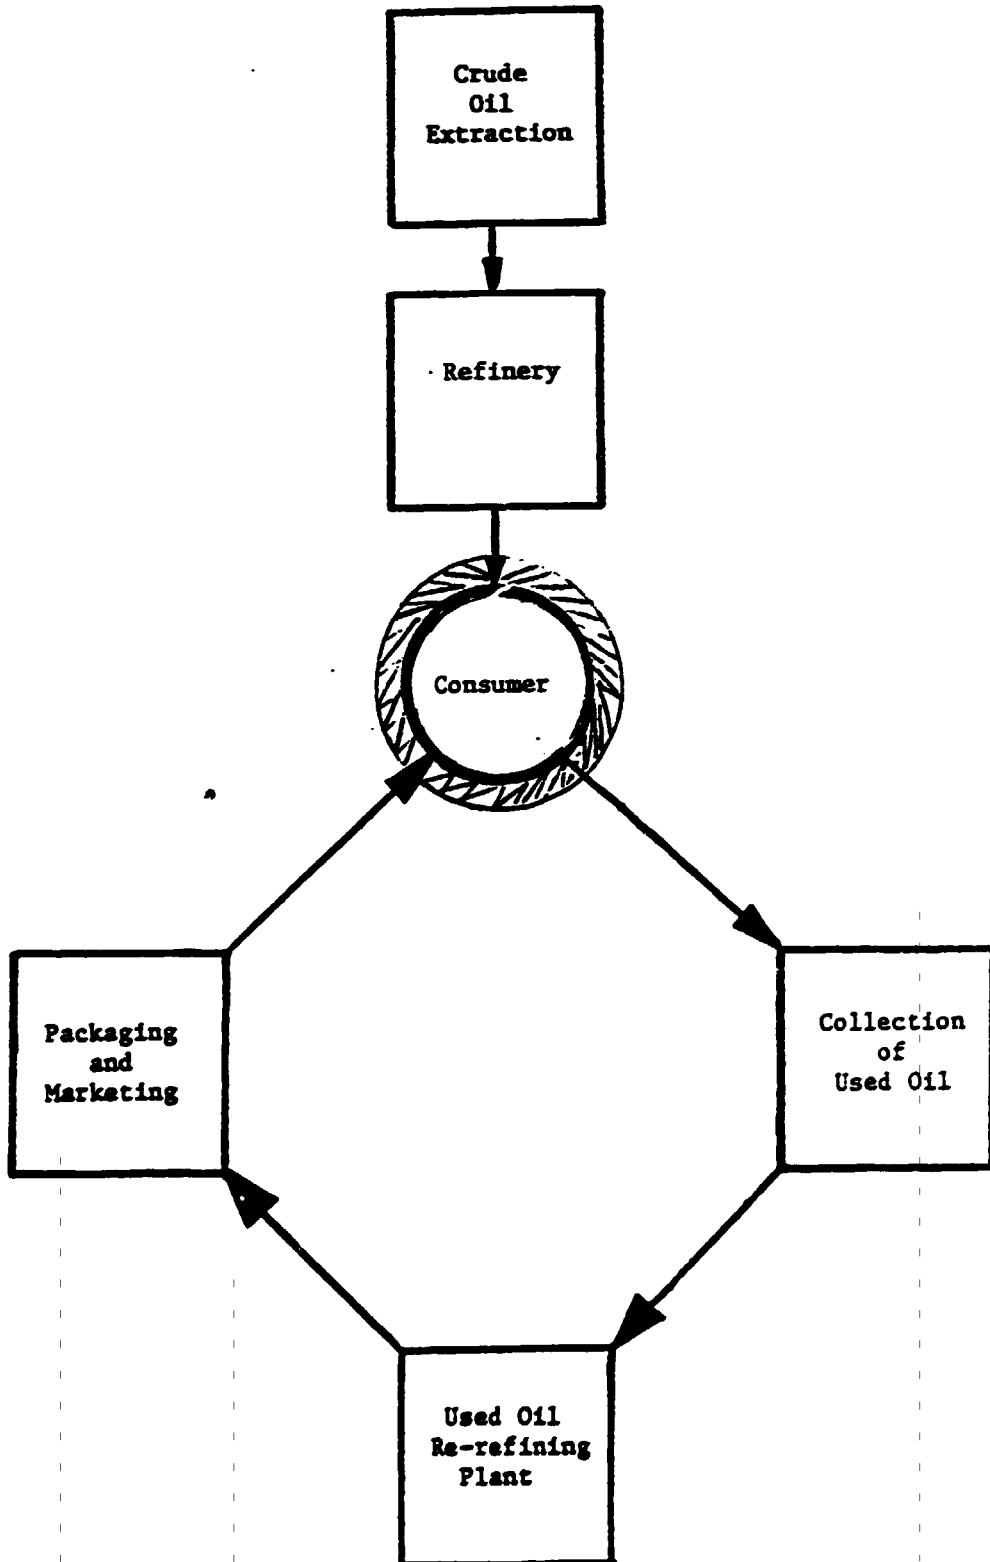 Crude
Oil
Extraction
Refinery
Consumer
Packaging
and
Marketing
Collection
of
Used Oil
Used Oil
Re-refining
Plant